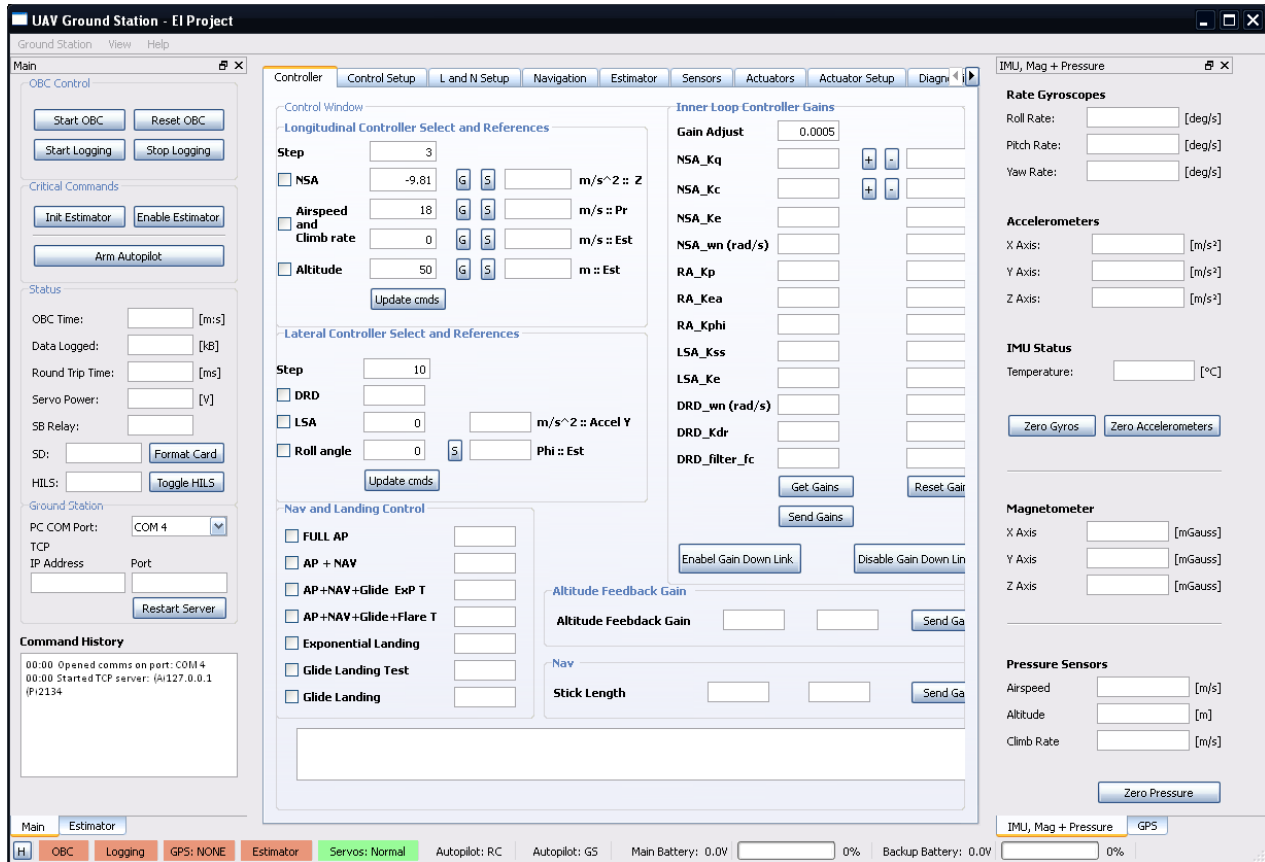 UAV Ground Station - EI Project
Ground Station View Help
Main
OBC Control
Start OBC Reset OBC
Start Logging Stop Logging
Critical Commands
Init Estimator Enable Estimator
Arm Autopilot
Status
OBC Time: [m:s]
Data Logged: [kB]
Round Trip Time: [ms]
Servo Power: [V]
SB Relay:
SD: Format Card
HILS: Toggle HILS
Ground Station
PC COM Port: COM 4
TCP
IP Address Port
Restart Server
Command History
00:00 Opened comms on port: COM 4
00:00 Started TCP server: (A)127.0.0.1
(P)2134
Main Estimator
Controller Control Setup L and N Setup Navigation Estimator Sensors Actuators Actuator Setup Diagn
Control Window
Longitudinal Controller Select and References
Step 3
NSA -9.81 G S m/s^2 :: Z
Airspeed
and
Climb rate
18 G S m/s :: Pr
0 G S m/s :: Est
Altitude 50 G S m :: Est
Update cmds
Lateral Controller Select and References
Step 10
DRD
LSA 0 m/s^2 :: Accel Y
Roll angle 0 S Phi :: Est
Update cmds
Nav and Landing Control
FULL AP
AP + NAV
AP+NAV+Glide ExP T
AP+NAV+Glide+Flare T
Exponential Landing
Glide Landing Test
Glide Landing
Inner Loop Controller Gains
Gain Adjust 0.0005
NSA_Kq + -
NSA_Kc + -
NSA_Ke
NSA_wn (rad/s)
RA_Kp
RA_Kea
RA_Kphi
LSA_Kss
LSA_Ke
DRD_wn (rad/s)
DRD_Kdr
DRD_filter_fc
Get Gains Reset Gain
Send Gains
Enabel Gain Down Link Disable Gain Down Lin
Altitude Feedback Gain
Altitude Feebdack Gain Send Ga
Nav
Stick Length Send Ga
IMU, Mag + Pressure
Rate Gyroscopes
Roll Rate: [deg/s]
Pitch Rate: [deg/s]
Yaw Rate: [deg/s]
Accelerometers
X Axis: [m/s²]
Y Axis: [m/s²]
Z Axis: [m/s²]
IMU Status
Temperature: [°C]
Zero Gyros Zero Accelerometers
Magnetometer
X Axis [mGauss]
Y Axis [mGauss]
Z Axis [mGauss]
Pressure Sensors
Airspeed [m/s]
Altitude [m]
Climb Rate [m/s]
Zero Pressure
IMU, Mag + Pressure GPS
H OBC Logging GPS: NONE Estimator Servos: Normal Autopilot: RC Autopilot: GS Main Battery: 0.0V 0% Backup Battery: 0.0V 0%